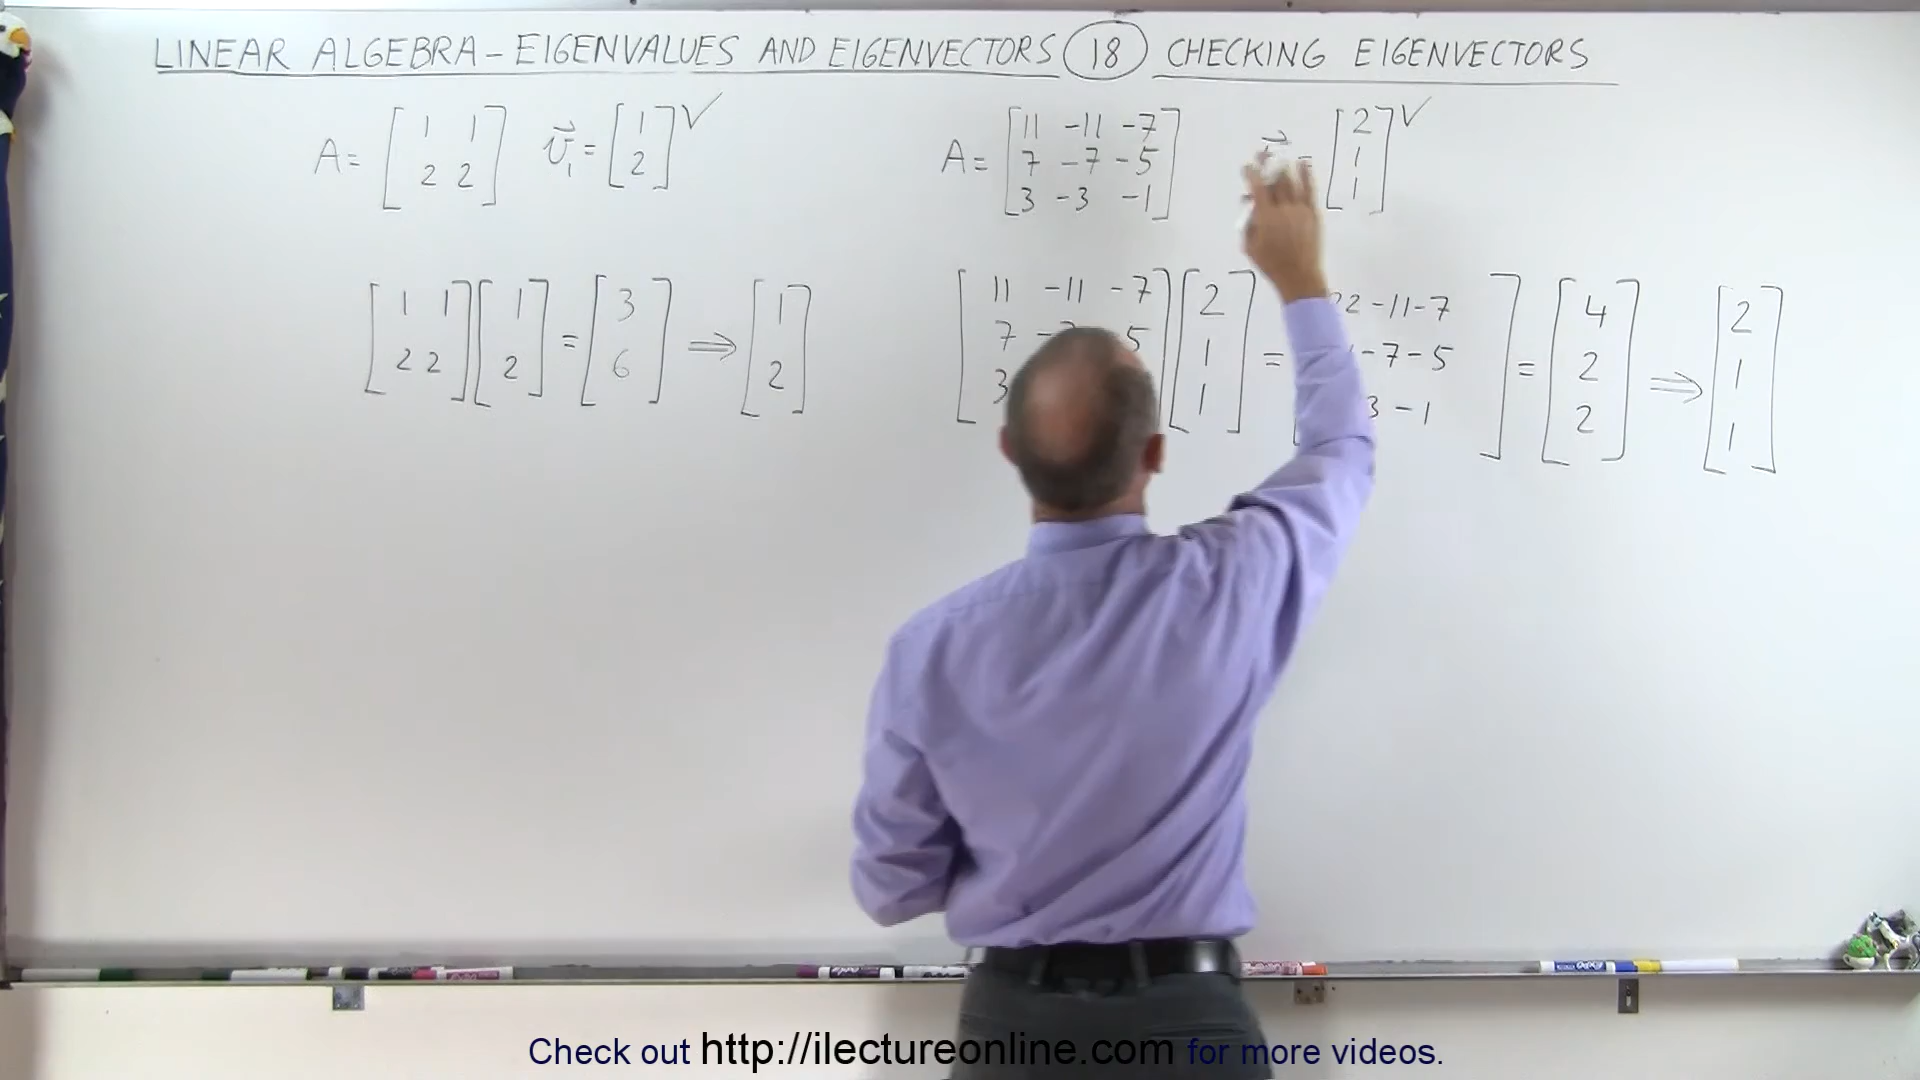 LINEAR ALGEBRA - EIGENVALUES AND EIGENVECTORS 18 CHECKING EIGENVECTORS
A = [ 1 1 v₁ = [ 1 ✓
2 2 ] 2 ]
A = [ 11 -11 -7 = [ 2 ✓
7 -7 -5 1
3 -3 -1 ] 1 ]
[ 1 1 ] [ 1 ] = [ 3 ] ⇒ [ 1 ]
2 2 2 6 2
[ 11 -11 -7 ] [ 2 ] = 2 -11 -7 ] = [ 4 ] ⇒ [ 2 ]
7 5 1 -7 -5 2 1
3 1 3 -1 2 1
Check out http://ilectureonline.com for more videos.